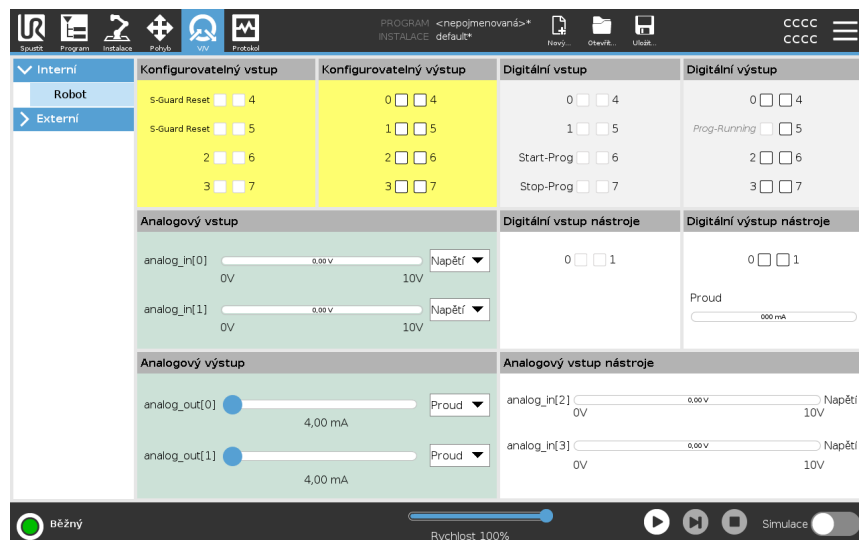 PROGRAM <nepojmenovaná>*
INSTALACE default*
CCCC
CCCC
Spustit Program Instalace Pohyb V/V Protokol Nový... Otevřít... Uložit...
Interní
Robot
Externí
Konfigurovatelný vstup
S-Guard Reset 4
S-Guard Reset 5
2 6
3 7
Konfigurovatelný výstup
0 4
1 5
2 6
3 7
Digitální vstup
0 4
1 5
Start-Prog 6
Stop-Prog 7
Digitální výstup
0 4
Prog-Running 5
2 6
3 7
Analogový vstup
analog_in[0] 0,00 V Napětí
0V 10V
analog_in[1] 0,00 V Napětí
0V 10V
Digitální vstup nástroje
0 1
Digitální výstup nástroje
0 1
Proud
000 mA
Analogový výstup
analog_out[0] Proud
4,00 mA
analog_out[1] Proud
4,00 mA
Analogový vstup nástroje
analog_in[2] 0,00 V Napětí
0V 10V
analog_in[3] 0,00 V Napětí
0V 10V
Běžný
Rychlost 100%
Simulace